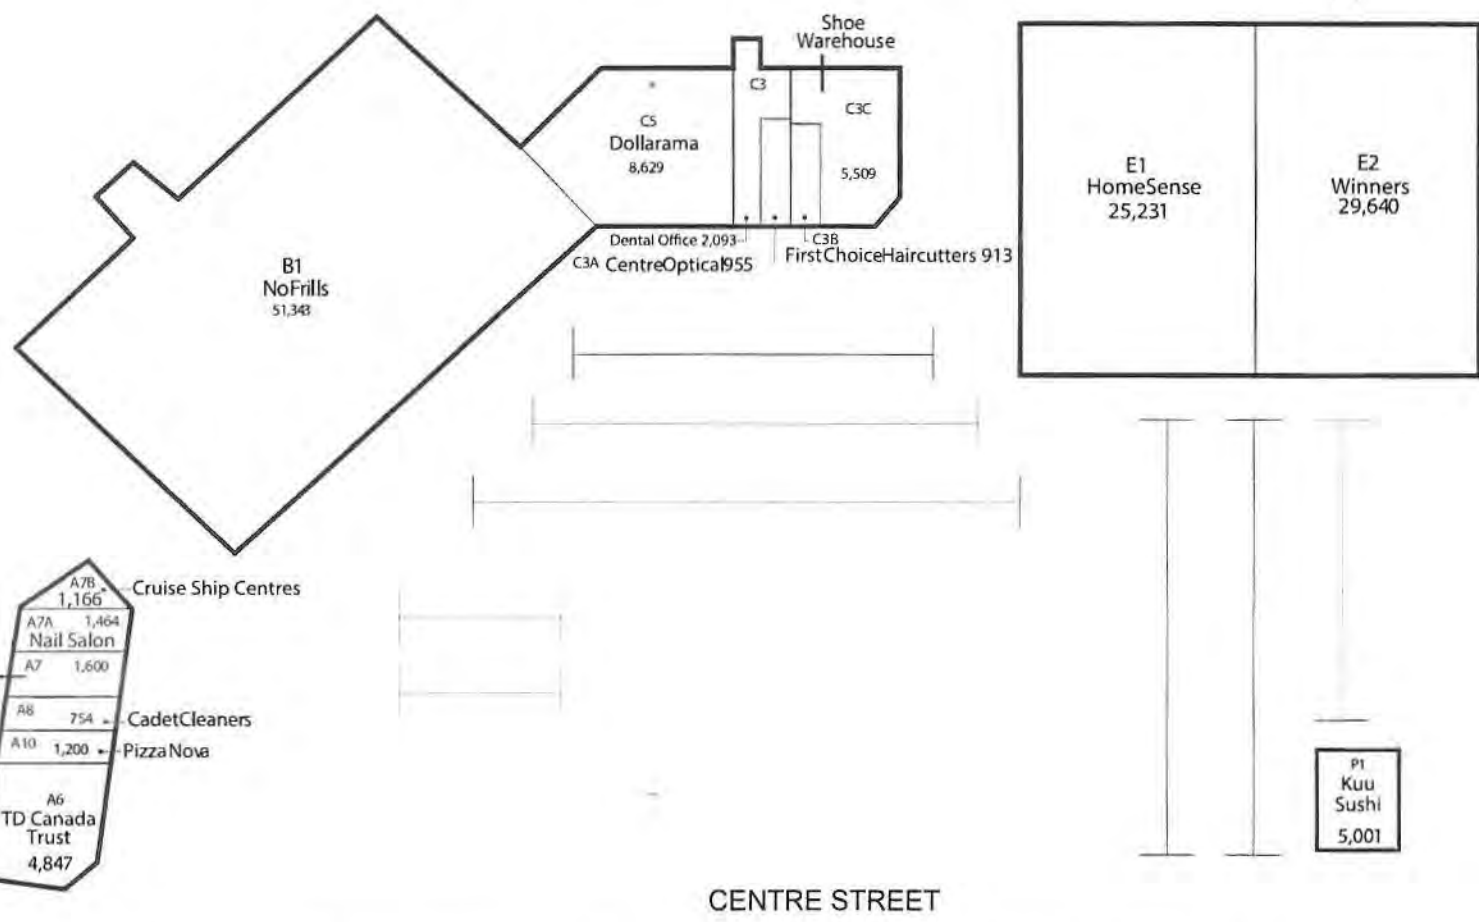 Shoe
Warehouse
C3
C5
Dollarama
8,629
C3C
5,509
E1
HomeSense
25,231
E2
Winners
29,640
Dental Office 2,093
C3B
C3A CentreOptical955
FirstChoiceHaircutters 913
B1
NoFrills
51,343
A7B
1,166
Cruise Ship Centres
A7A 1,464
Nail Salon
A7 1,600
A8 754
CadetCleaners
A10 1,200
PizzaNova
A6
TD Canada
Trust
4,847
P1
Kuu
Sushi
5,001
CENTRE STREET